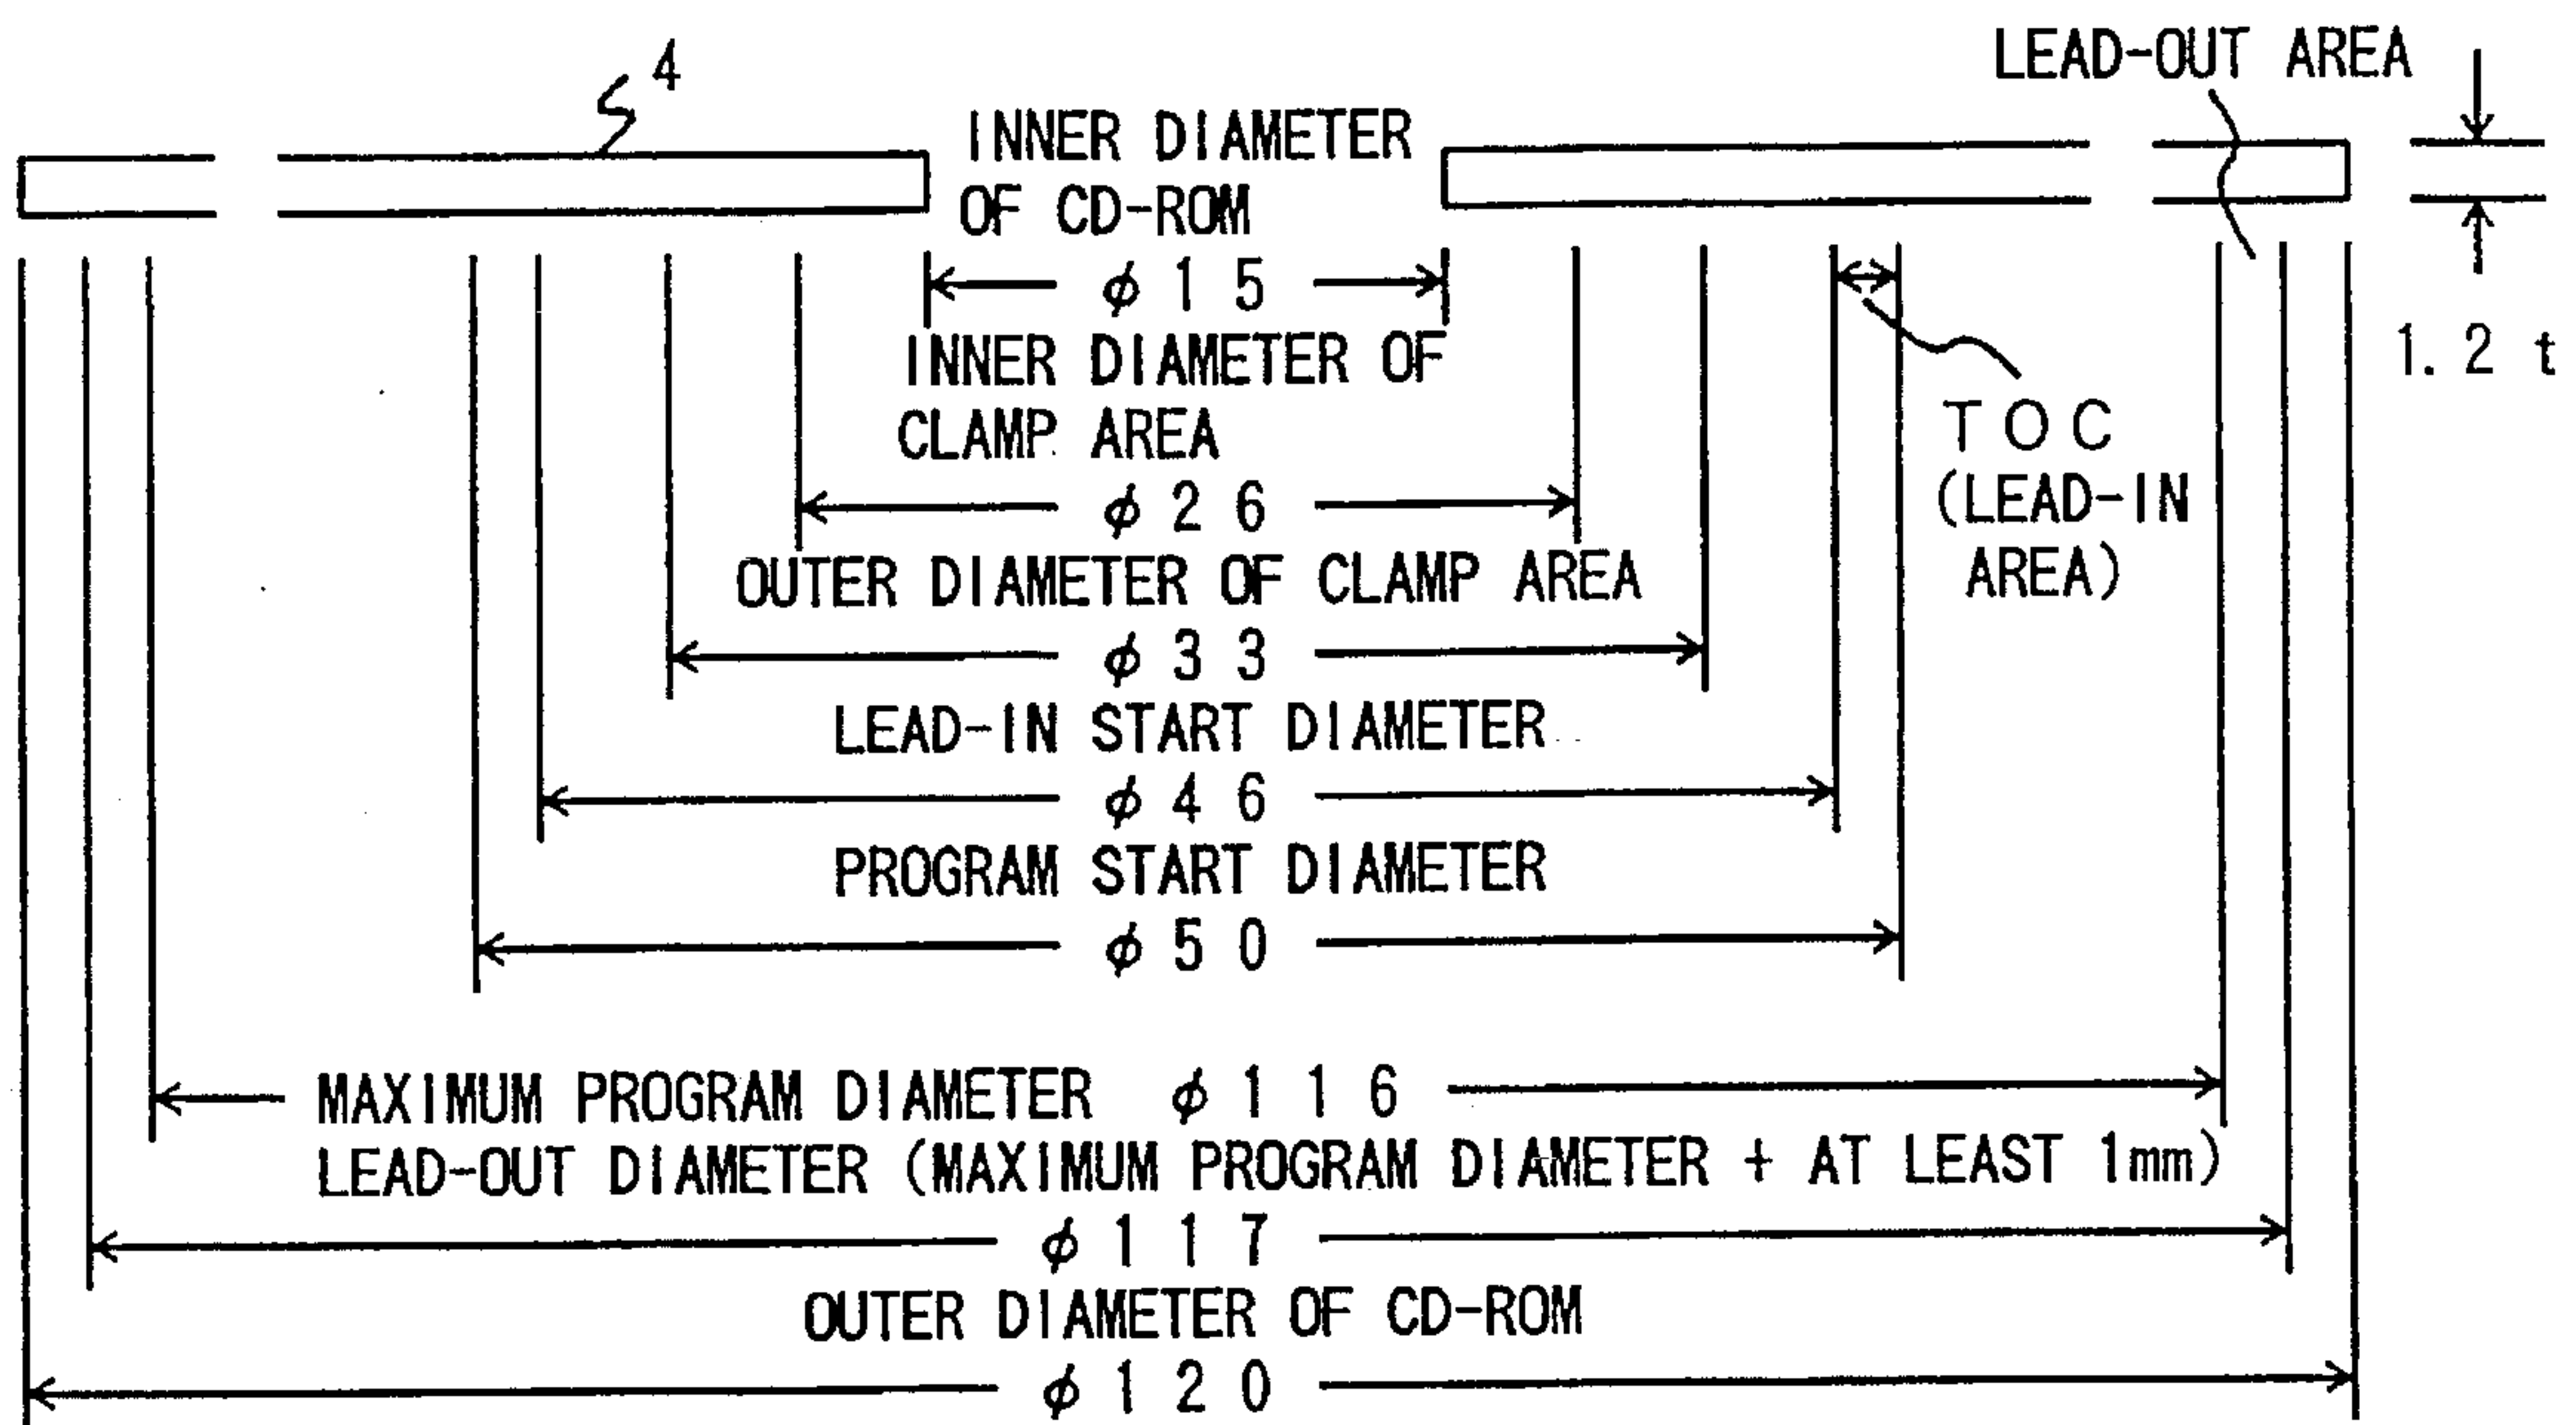 LEAD-OUT AREA
4
INNER DIAMETER
OF CD-ROM
φ 1 5
1. 2 t
INNER DIAMETER OF
CLAMP AREA
φ 2 6
T O C
(LEAD-IN
AREA)
OUTER DIAMETER OF CLAMP AREA
φ 3 3
LEAD-IN START DIAMETER
φ 4 6
PROGRAM START DIAMETER
φ 5 0
MAXIMUM PROGRAM DIAMETER φ 1 1 6
LEAD-OUT DIAMETER (MAXIMUM PROGRAM DIAMETER + AT LEAST 1mm)
φ 1 1 7
OUTER DIAMETER OF CD-ROM
φ 1 2 0